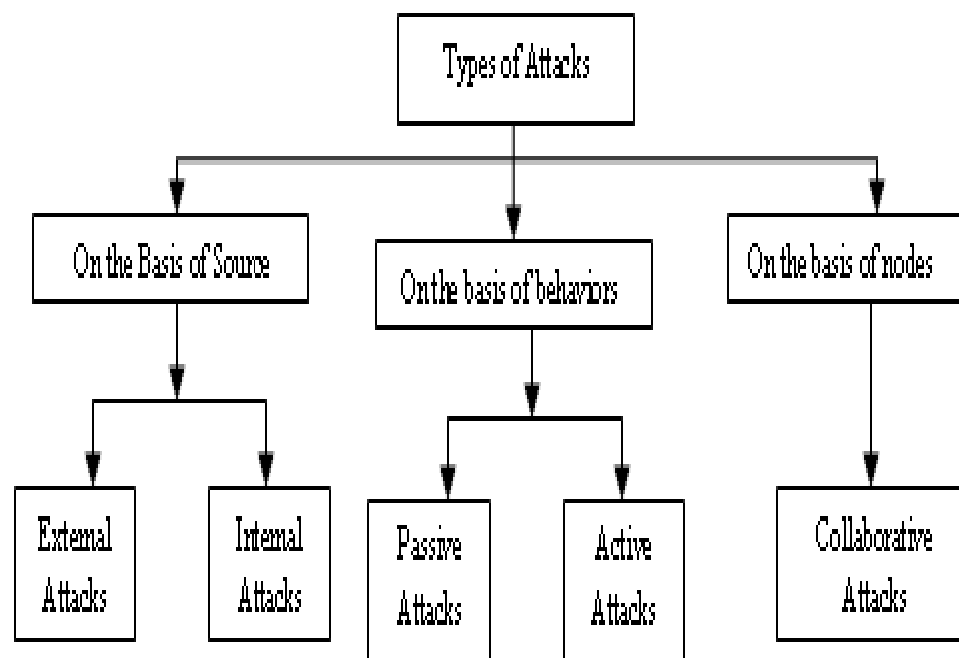 Types of Attacks
On the Basis of Source
On the basis of behaviors
On the basis of nodes
External
Attacks
Internal
Attacks
Passive
Attacks
Active
Attacks
Collaborative
Attacks